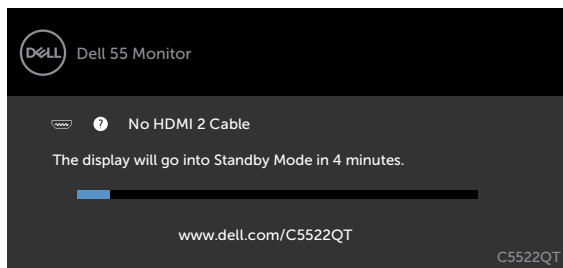 DELL
Dell 55 Monitor
? No HDMI 2 Cable
The display will go into Standby Mode in 4 minutes.
www.dell.com/C5522QT
C5522QT